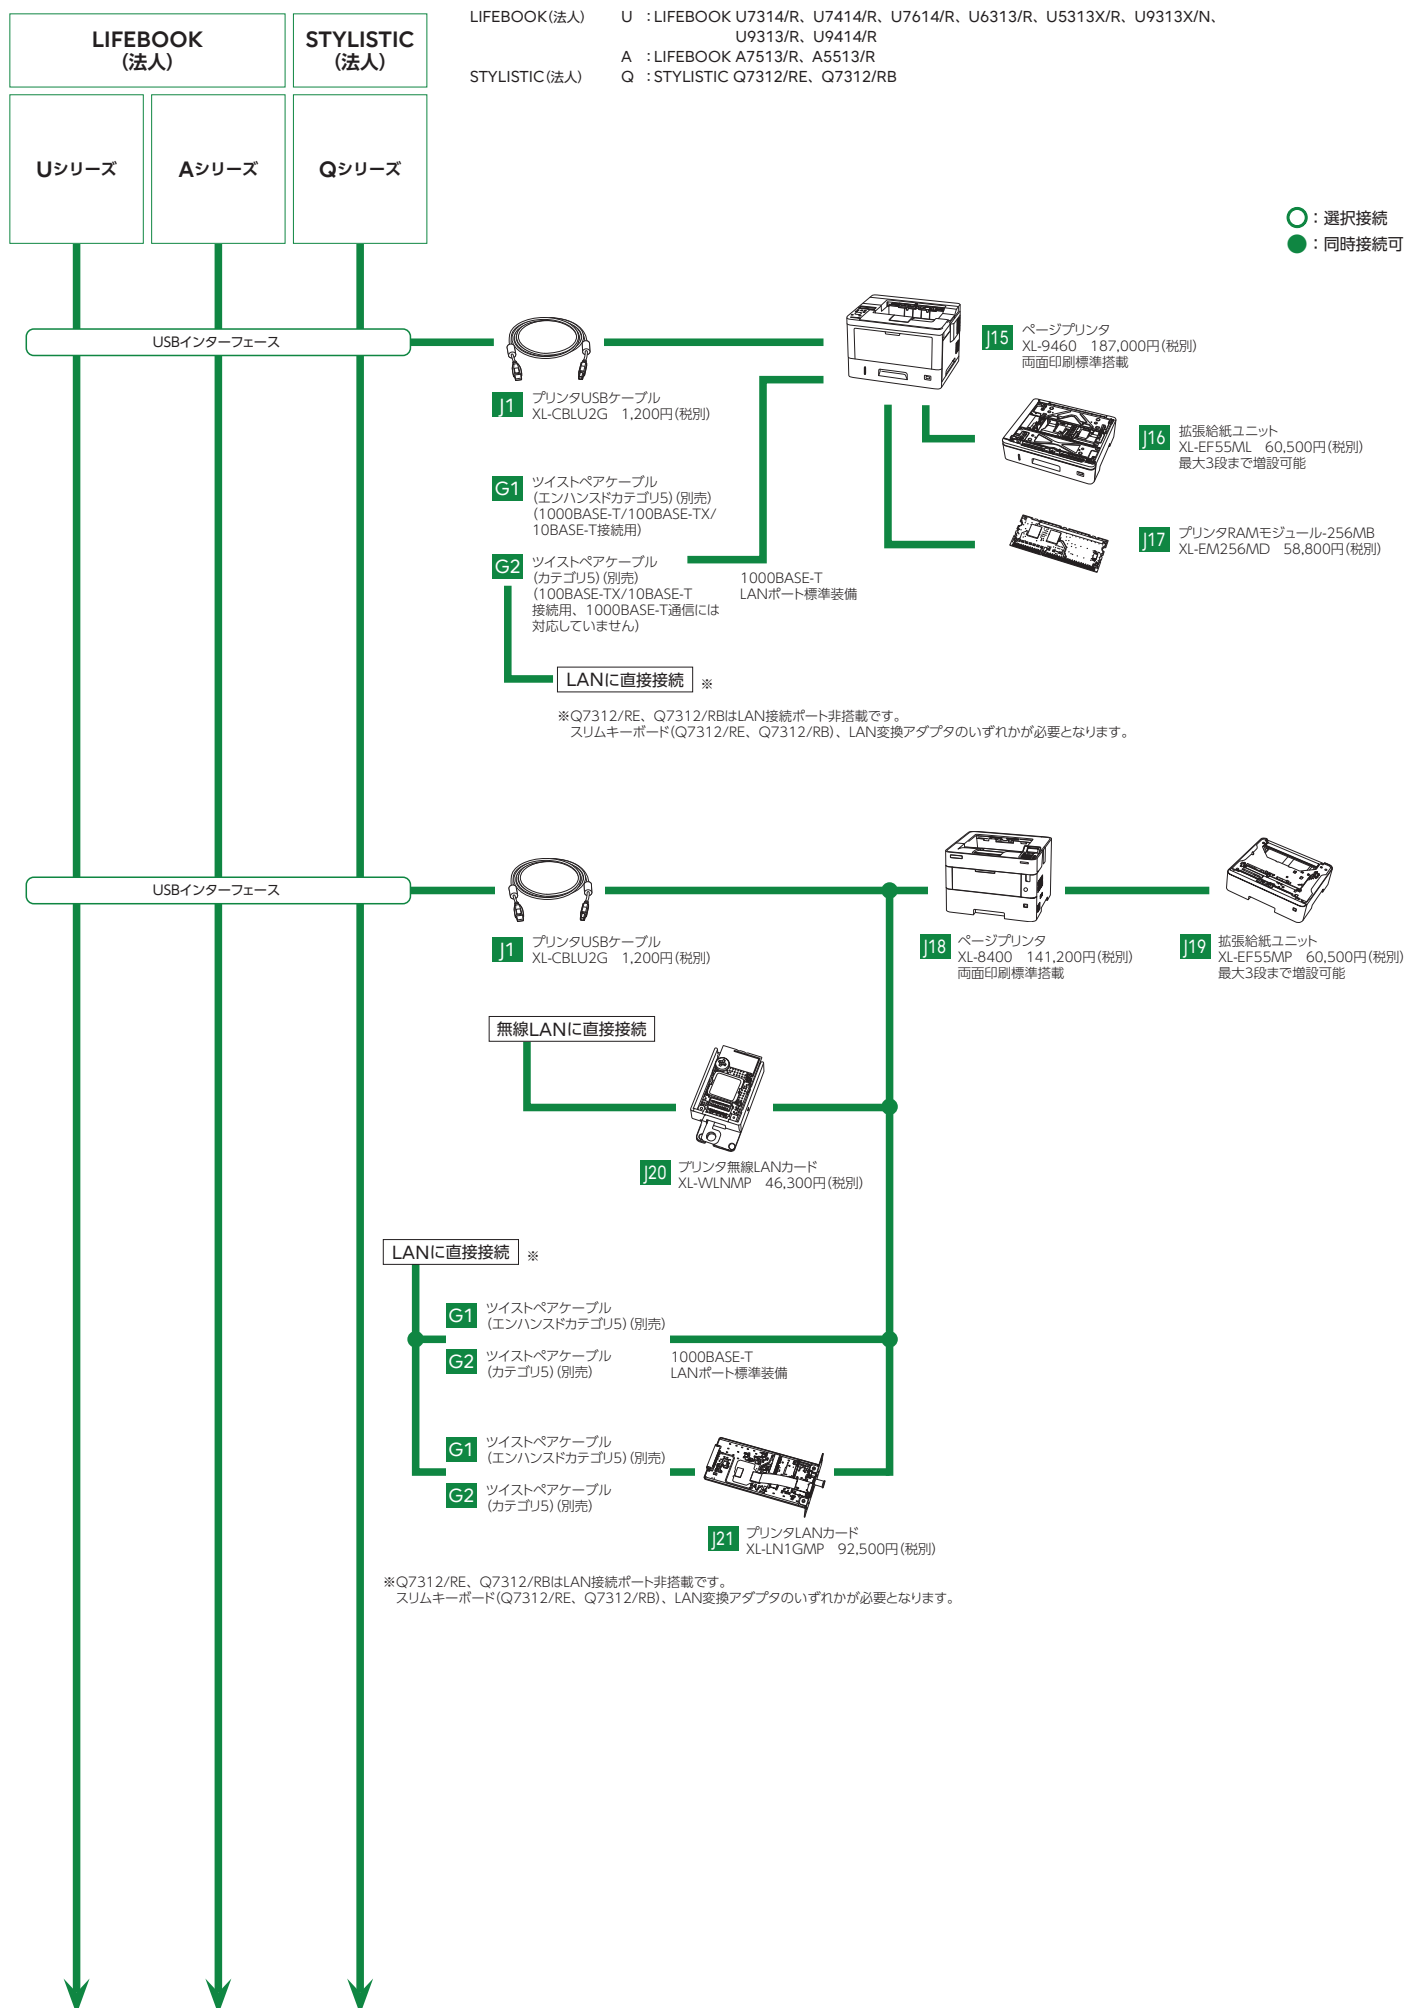 LIFEBOOK
(法人)
STYLISTIC
(法人)
Uシリーズ
Aシリーズ
Qシリーズ
LIFEBOOK(法人) U :LIFEBOOK U7314/R、U7414/R、U7614/R、U6313/R、U5313X/R、U9313X/N、
U9313/R、U9414/R
A :LIFEBOOK A7513/R、A5513/R
STYLISTIC(法人) Q :STYLISTIC Q7312/RE、Q7312/RB
○:選択接続
●:同時接続可
USBインターフェース
J1 プリンタUSBケーブル
XL-CBLU2G 1,200円(税別)
J15 ページプリンタ
XL-9460 187,000円(税別)
両面印刷標準搭載
J16 拡張給紙ユニット
XL-EF55ML 60,500円(税別)
最大3段まで増設可能
J17 プリンタRAMモジュール-256MB
XL-EM256MD 58,800円(税別)
G1 ツイストペアケーブル
(エンハンスドカテゴリ5)(別売)
(1000BASE-T/100BASE-TX/
10BASE-T接続用)
G2 ツイストペアケーブル
(カテゴリ5)(別売)
(100BASE-TX/10BASE-T
接続用、1000BASE-T通信には
対応していません)
1000BASE-T
LANポート標準装備
LANに直接接続 ※
※Q7312/RE、Q7312/RBはLAN接続ポート非搭載です。
スリムキーボード(Q7312/RE、Q7312/RB)、LAN変換アダプタのいずれかが必要となります。
USBインターフェース
J1 プリンタUSBケーブル
XL-CBLU2G 1,200円(税別)
J18 ページプリンタ
XL-8400 141,200円(税別)
両面印刷標準搭載
J19 拡張給紙ユニット
XL-EF55MP 60,500円(税別)
最大3段まで増設可能
無線LANに直接接続
J20 プリンタ無線LANカード
XL-WLNMP 46,300円(税別)
LANに直接接続 ※
G1 ツイストペアケーブル
(エンハンスドカテゴリ5)(別売)
G2 ツイストペアケーブル
(カテゴリ5)(別売)
1000BASE-T
LANポート標準装備
G1 ツイストペアケーブル
(エンハンスドカテゴリ5)(別売)
G2 ツイストペアケーブル
(カテゴリ5)(別売)
J21 プリンタLANカード
XL-LN1GMP 92,500円(税別)
※Q7312/RE、Q7312/RBはLAN接続ポート非搭載です。
スリムキーボード(Q7312/RE、Q7312/RB)、LAN変換アダプタのいずれかが必要となります。